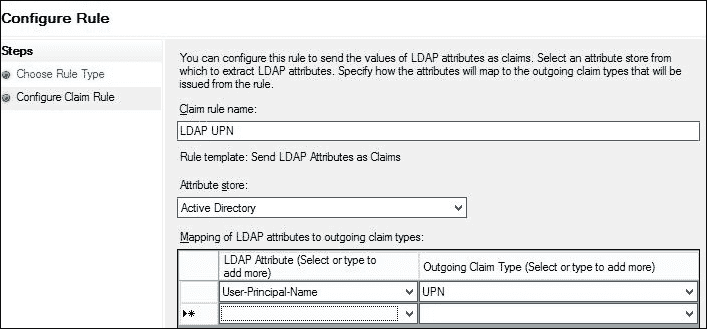 Configure Rule
Steps
Choose Rule Type
Configure Claim Rule
You can configure this rule to send the values of LDAP attributes as claims. Select an attribute store from
which to extract LDAP attributes. Specify how the attributes will map to the outgoing claim types that will be
issued from the rule.
Claim rule name:
LDAP UPN
Rule template: Send LDAP Attributes as Claims
Attribute store:
Active Directory
Mapping of LDAP attributes to outgoing claim types:
LDAP Attribute (Select or type to
add more)
Outgoing Claim Type (Select or type to add more)
User-Principal-Name
UPN